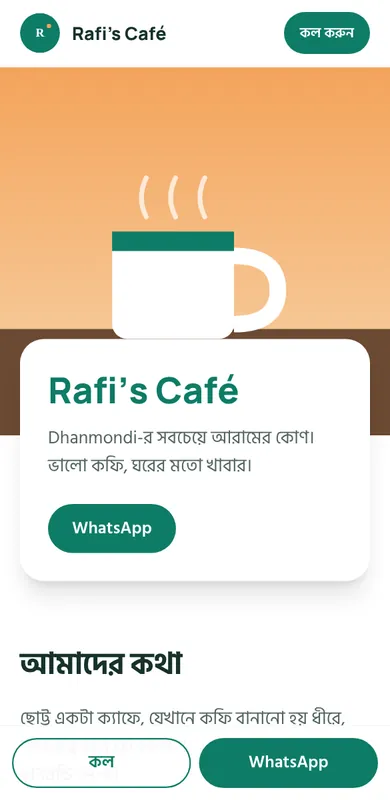 R
Rafi's Café
কল করুন
Rafi's Café
Dhanmondi-র সবচেয়ে আরামের কোণ।
ভালো কফি, ঘরের মতো খাবার।
WhatsApp
আমাদের কথা
ছোট্ট একটা ক্যাফে, যেখানে কফি বানানো হয় ধীরে,
কল
WhatsApp